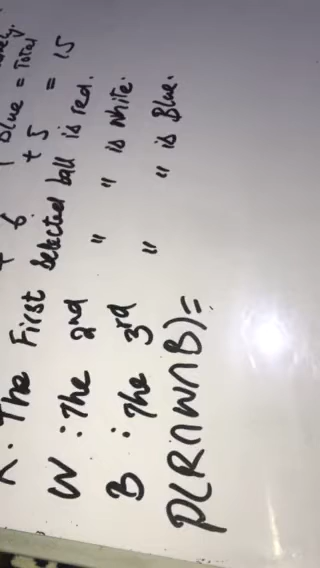 Blue = Total
+ 6 + 5 = 15
R : The First Selected ball is red.
W : The 2nd " " is white.
B : The 3rd " " is Blue.
P(R∩W∩B)=